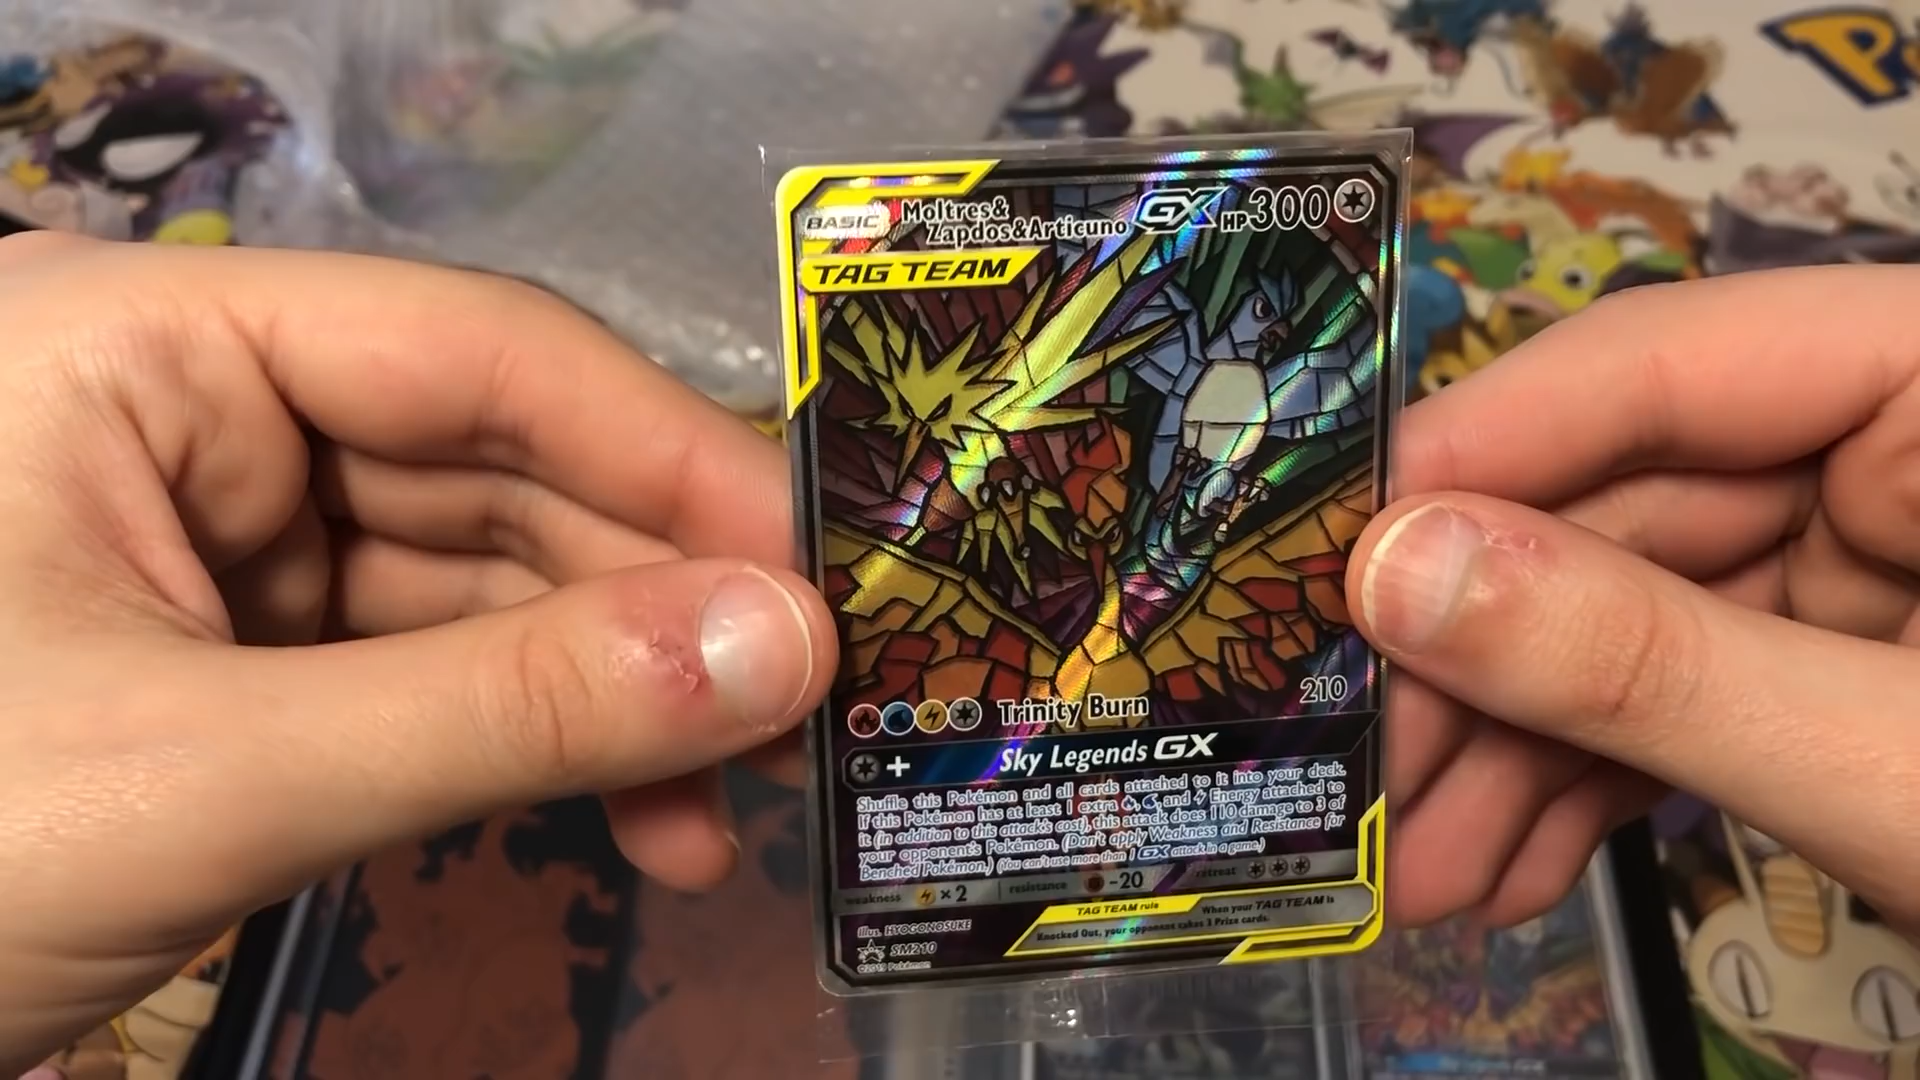 P
BASIC
Moltres&
Zapdos&Articuno GX HP300
TAG TEAM
Trinity Burn 210
+ Sky Legends GX
Shuffle this Pokémon and all cards attached to it into your deck.
If this Pokémon has at least 1 extra , , and Energy attached to
it (in addition to this attack's cost), this attack does 110 damage to 3 of
your opponent's Pokémon. (Don't apply Weakness and Resistance for
Benched Pokémon.) (You can't use more than 1 GX attack in a game.)
weakness ×2 resistance -20 retreat
TAG TEAM rule When your TAG TEAM is
Knocked Out, your opponent takes 3 Prize cards.
Illus. HYOGONOSUKE
SM210
©2019 Pokémon